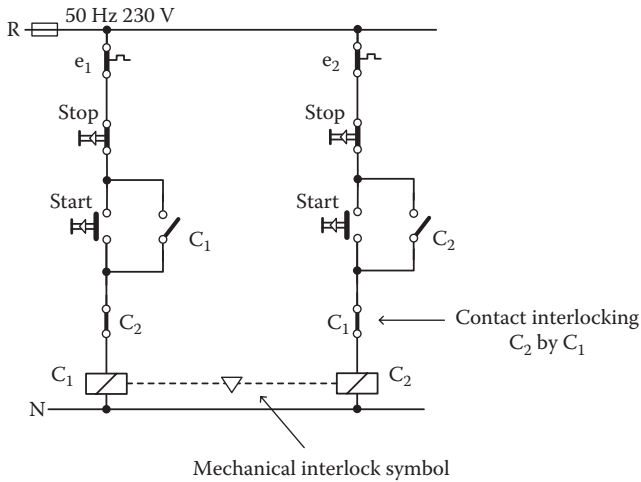 50 Hz 230 V
R
e₁
e₂
Stop
Stop
Start
Start
C₁
C₂
C₂
C₁
Contact interlocking
C₂ by C₁
C₁
C₂
N
Mechanical interlock symbol